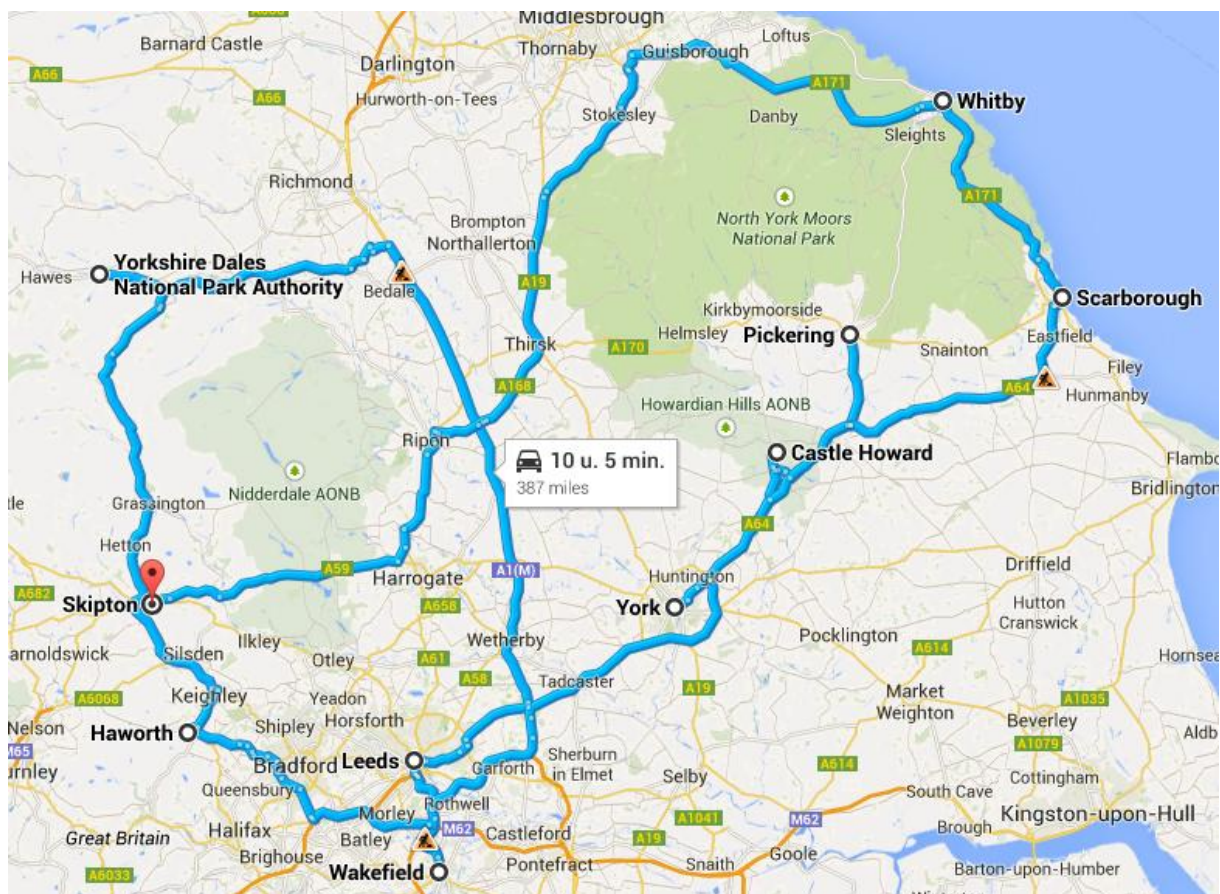 Middlesbrough
Loftus
Barnard Castle
Thornaby
Guisborough
Darlington
A66
A171
Hurworth-on-Tees
A66
Whitby
Stokesley
Danby
Sleights
Richmond
A171
Brompton
North York Moors
National Park
Northallerton
Yorkshire Dales
National Park Authority
Hawes
A19
Bedale
Scarborough
Kirkbymoorside
Helmsley
Pickering
Eastfield
Thirsk
A170
Snainton
Filey
A168
A64
Hunmanby
Howardian Hills AONB
Ripon
Castle Howard
10 u. 5 min.
387 miles
Flambo
Nidderdale AONB
Bridlington
Grassington
A64
Hetton
A59
A1(M)
Driffield
Harrogate
Huntington
A682
Skipton
A658
York
Hutton
Cranswick
Ilkley
Wetherby
Pocklington
arnoldswick
Silsden
Otley
A61
A614
Hornsea
A58
Tadcaster
A6068
Keighley
Yeadon
A19
Market
Weighton
A1035
Nelson
Shipley
Horsforth
Beverley
Haworth
A1079
Aldb
M65
Leeds
Sherburn
in Elmet
A614
urnley
Bradford
Garforth
Selby
Cottingham
Queensbury
Rothwell
South Cave
Morley
Kingston-upon-Hull
Great Britain
Halifax
Batley
M62
Castleford
A1041
M62
Brough
A19
Goole
Brighouse
Pontefract
Snaith
Barton-upon-Humber
A6033
Wakefield